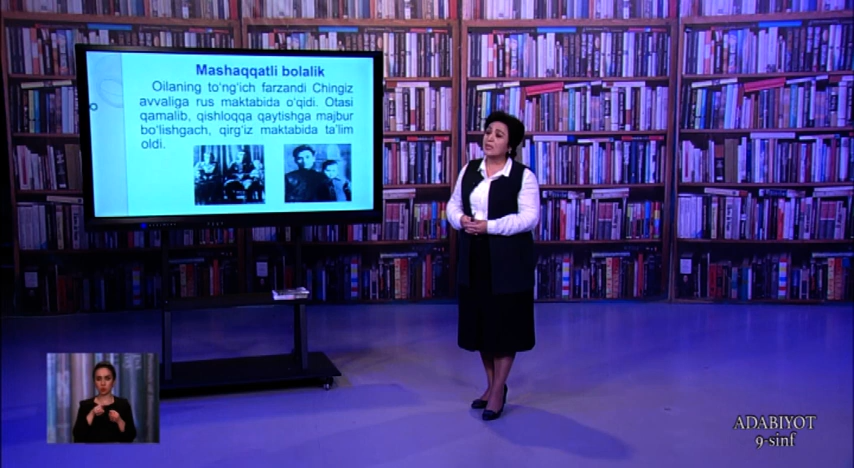 Mashaqqatli bolalik
Oilaning to‘ng‘ich farzandi Chingiz
avvaliga rus maktabida o‘qidi. Otasi
qamalib, qishloqqa qaytishga majbur
bo‘lishgach, qirg‘iz maktabida ta’lim
oldi.
ADABIYOT
9-sinf